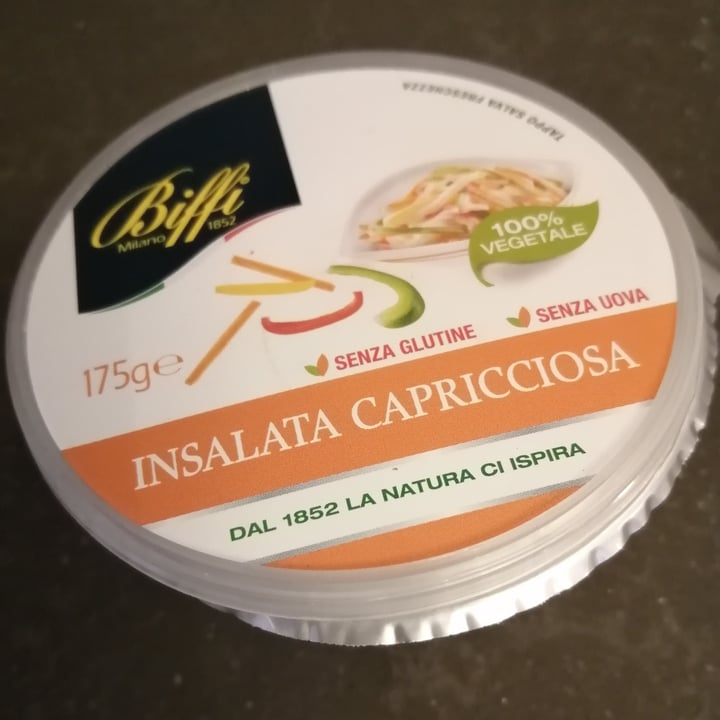 TAPPO SALVA FRESCHEZZA
Biffi
Milano 1852
100%
VEGETALE
175g℮
SENZA GLUTINE
SENZA UOVA
INSALATA CAPRICCIOSA
DAL 1852 LA NATURA CI ISPIRA